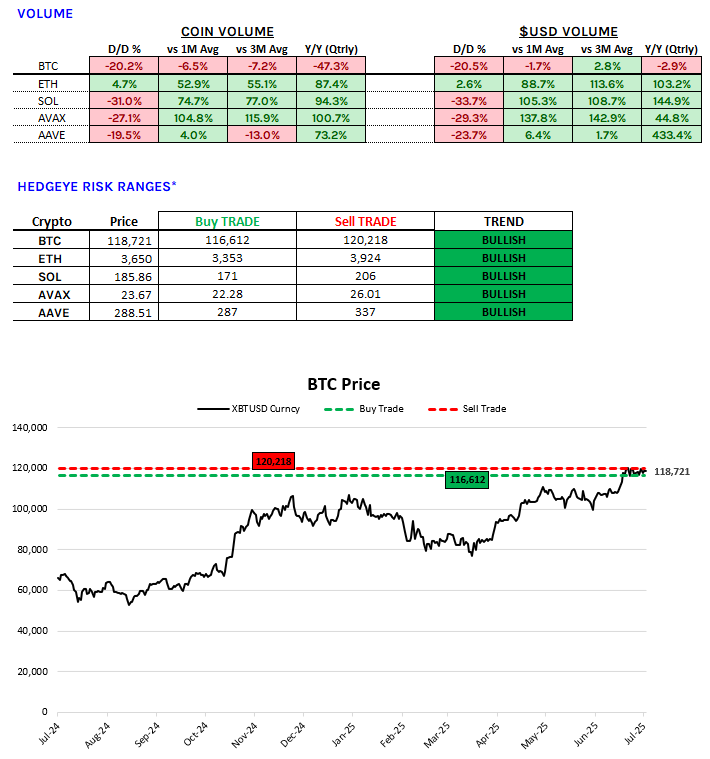 VOLUME
COIN VOLUME $USD VOLUME
D/D % vs 1M Avg vs 3M Avg Y/Y (Qtrly) D/D % vs 1M Avg vs 3M Avg Y/Y (Qtrly)
BTC -20.2% -6.5% -7.2% -47.3% -20.5% -1.7% 2.8% -2.9%
ETH 4.7% 52.9% 55.1% 87.4% 2.6% 88.7% 113.6% 103.2%
SOL -31.0% 74.7% 77.0% 94.3% -33.7% 105.3% 108.7% 144.9%
AVAX -27.1% 104.8% 115.9% 100.7% -29.3% 137.8% 142.9% 44.8%
AAVE -19.5% 4.0% -13.0% 73.2% -23.7% 6.4% 1.7% 433.4%
HEDGEYE RISK RANGES*
Crypto Price Buy TRADE Sell TRADE TREND
BTC 118,721 116,612 120,218 BULLISH
ETH 3,650 3,353 3,924 BULLISH
SOL 185.86 171 206 BULLISH
AVAX 23.67 22.28 26.01 BULLISH
AAVE 288.51 287 337 BULLISH
BTC Price
XBTUSD Curncy Buy Trade Sell Trade
140,000
120,218
120,000
118,721
116,612
100,000
80,000
60,000
40,000
20,000
0
Jul-24 Aug-24 Sep-24 Oct-24 Nov-24 Dec-24 Jan-25 Feb-25 Mar-25 Apr-25 May-25 Jun-25 Jul-25